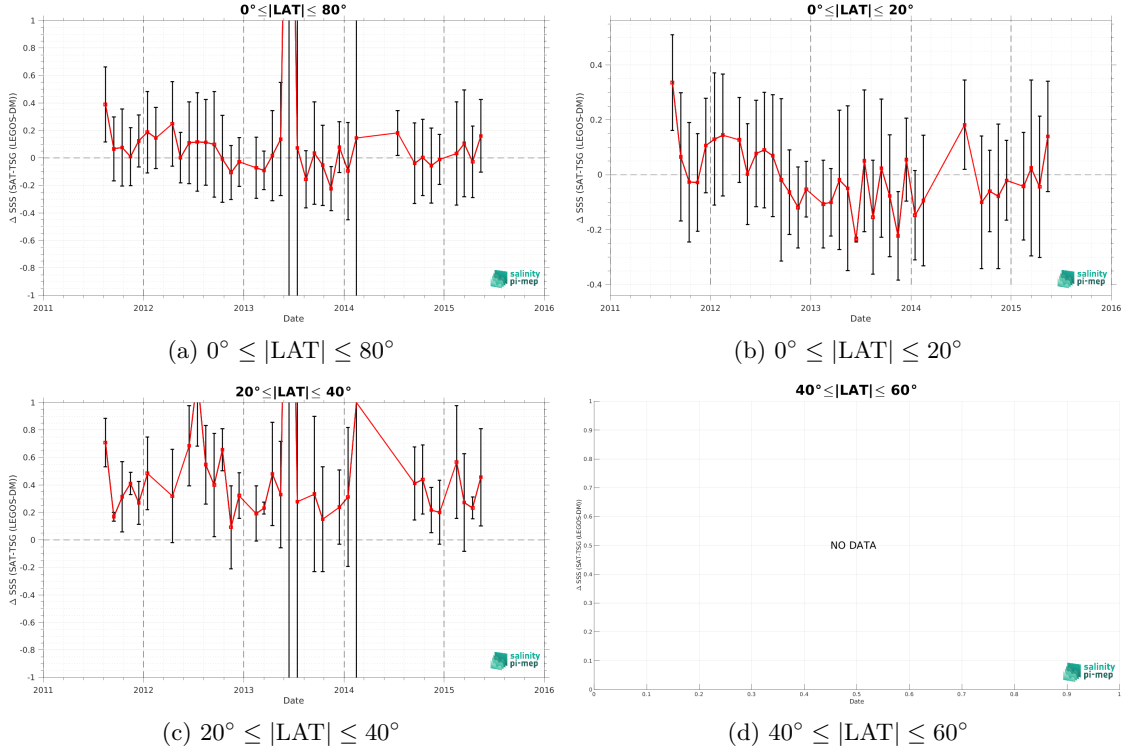 0°≤|LAT|≤ 80°
Δ SSS (SAT-TSG (LEGOS-DM))
1
0.8
0.6
0.4
0.2
0
-0.2
-0.4
-0.6
-0.8
-1
2011 2012 2013 2014 2015 2016
Date
salinity
pi-mep
(a) 0° ≤ |LAT| ≤ 80°
0°≤|LAT|≤ 20°
Δ SSS (SAT-TSG (LEGOS-DM))
0.4
0.2
0
-0.2
-0.4
2011 2012 2013 2014 2015 2016
Date
salinity
pi-mep
(b) 0° ≤ |LAT| ≤ 20°
20°≤|LAT|≤ 40°
Δ SSS (SAT-TSG (LEGOS-DM))
1
0.8
0.6
0.4
0.2
0
-0.2
-0.4
-0.6
-0.8
-1
2011 2012 2013 2014 2015 2016
Date
salinity
pi-mep
(c) 20° ≤ |LAT| ≤ 40°
40°≤|LAT|≤ 60°
Δ SSS (SAT-TSG (LEGOS-DM))
1
0.9
0.8
0.7
0.6
0.5
0.4
0.3
0.2
0.1
0
NO DATA
0 0.1 0.2 0.3 0.4 0.5 0.6 0.7 0.8 0.9 1
Date
salinity
pi-mep
(d) 40° ≤ |LAT| ≤ 60°